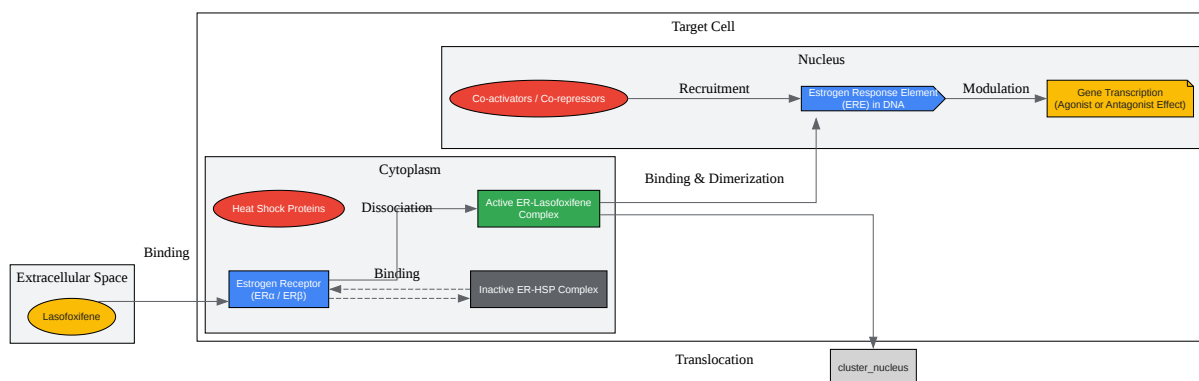 Target Cell
Nucleus
Co-activators / Co-repressors
Recruitment
Estrogen Response Element
(ERE) in DNA
Modulation
Gene Transcription
(Agonist or Antagonist Effect)
Cytoplasm
Heat Shock Proteins
Dissociation
Active ER-Lasofoxifene
Complex
Binding & Dimerization
Binding
Extracellular Space
Lasofoxifene
Estrogen Receptor
(ERα / ERβ)
Binding
Inactive ER-HSP Complex
Translocation
cluster_nucleus